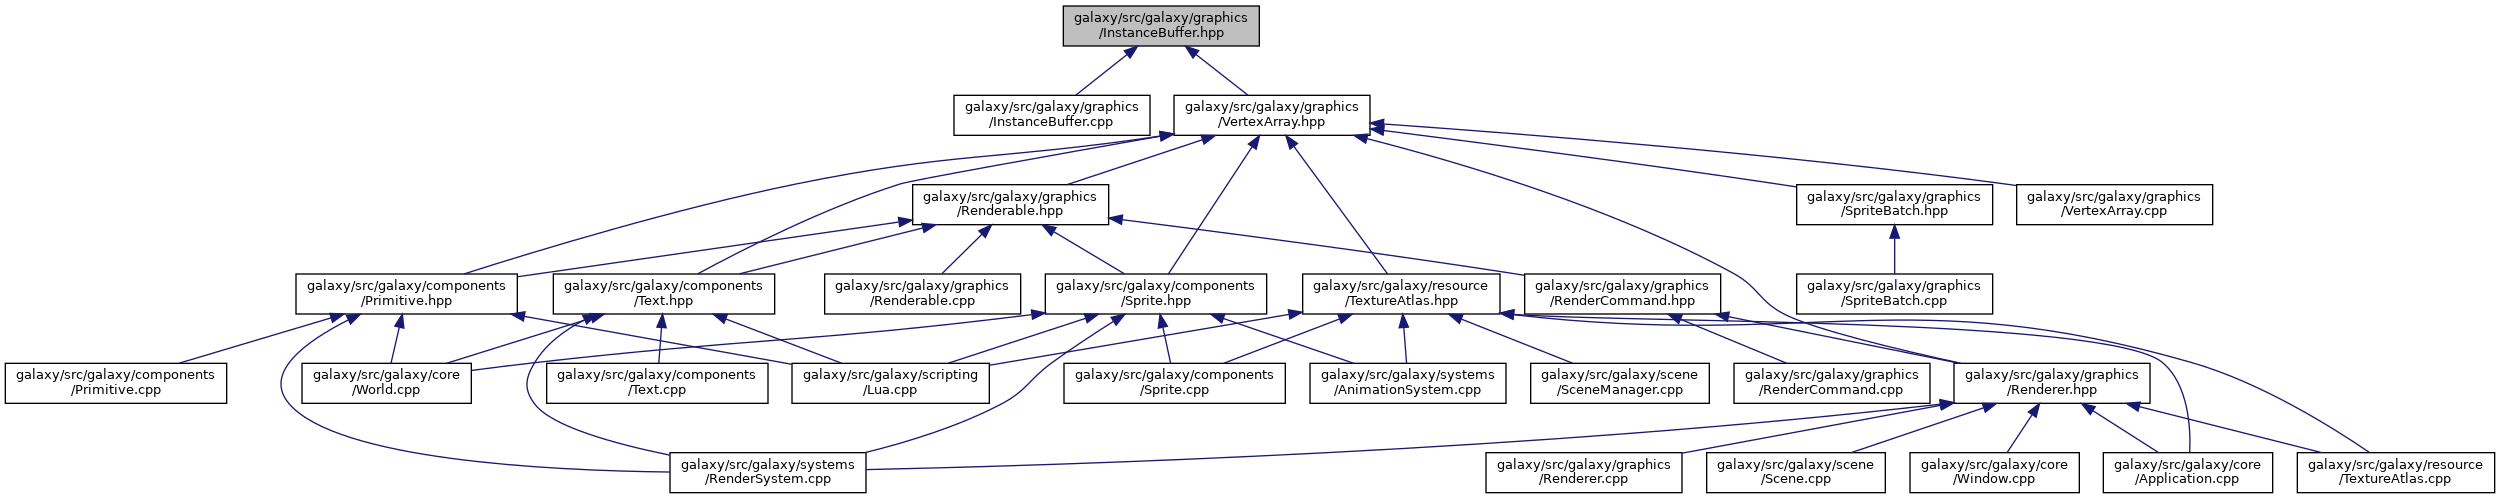 galaxy/src/galaxy/graphics
/InstanceBuffer.hpp
galaxy/src/galaxy/graphics
/InstanceBuffer.cpp
galaxy/src/galaxy/graphics
/VertexArray.hpp
galaxy/src/galaxy/graphics
/Renderable.hpp
galaxy/src/galaxy/graphics
/SpriteBatch.hpp
galaxy/src/galaxy/graphics
/VertexArray.cpp
galaxy/src/galaxy/components
/Primitive.hpp
galaxy/src/galaxy/components
/Text.hpp
galaxy/src/galaxy/graphics
/Renderable.cpp
galaxy/src/galaxy/components
/Sprite.hpp
galaxy/src/galaxy/resource
/TextureAtlas.hpp
galaxy/src/galaxy/graphics
/RenderCommand.hpp
galaxy/src/galaxy/graphics
/SpriteBatch.cpp
galaxy/src/galaxy/components
/Primitive.cpp
galaxy/src/galaxy/core
/World.cpp
galaxy/src/galaxy/components
/Text.cpp
galaxy/src/galaxy/scripting
/Lua.cpp
galaxy/src/galaxy/components
/Sprite.cpp
galaxy/src/galaxy/systems
/AnimationSystem.cpp
galaxy/src/galaxy/scene
/SceneManager.cpp
galaxy/src/galaxy/graphics
/RenderCommand.cpp
galaxy/src/galaxy/graphics
/Renderer.hpp
galaxy/src/galaxy/systems
/RenderSystem.cpp
galaxy/src/galaxy/graphics
/Renderer.cpp
galaxy/src/galaxy/scene
/Scene.cpp
galaxy/src/galaxy/core
/Window.cpp
galaxy/src/galaxy/core
/Application.cpp
galaxy/src/galaxy/resource
/TextureAtlas.cpp